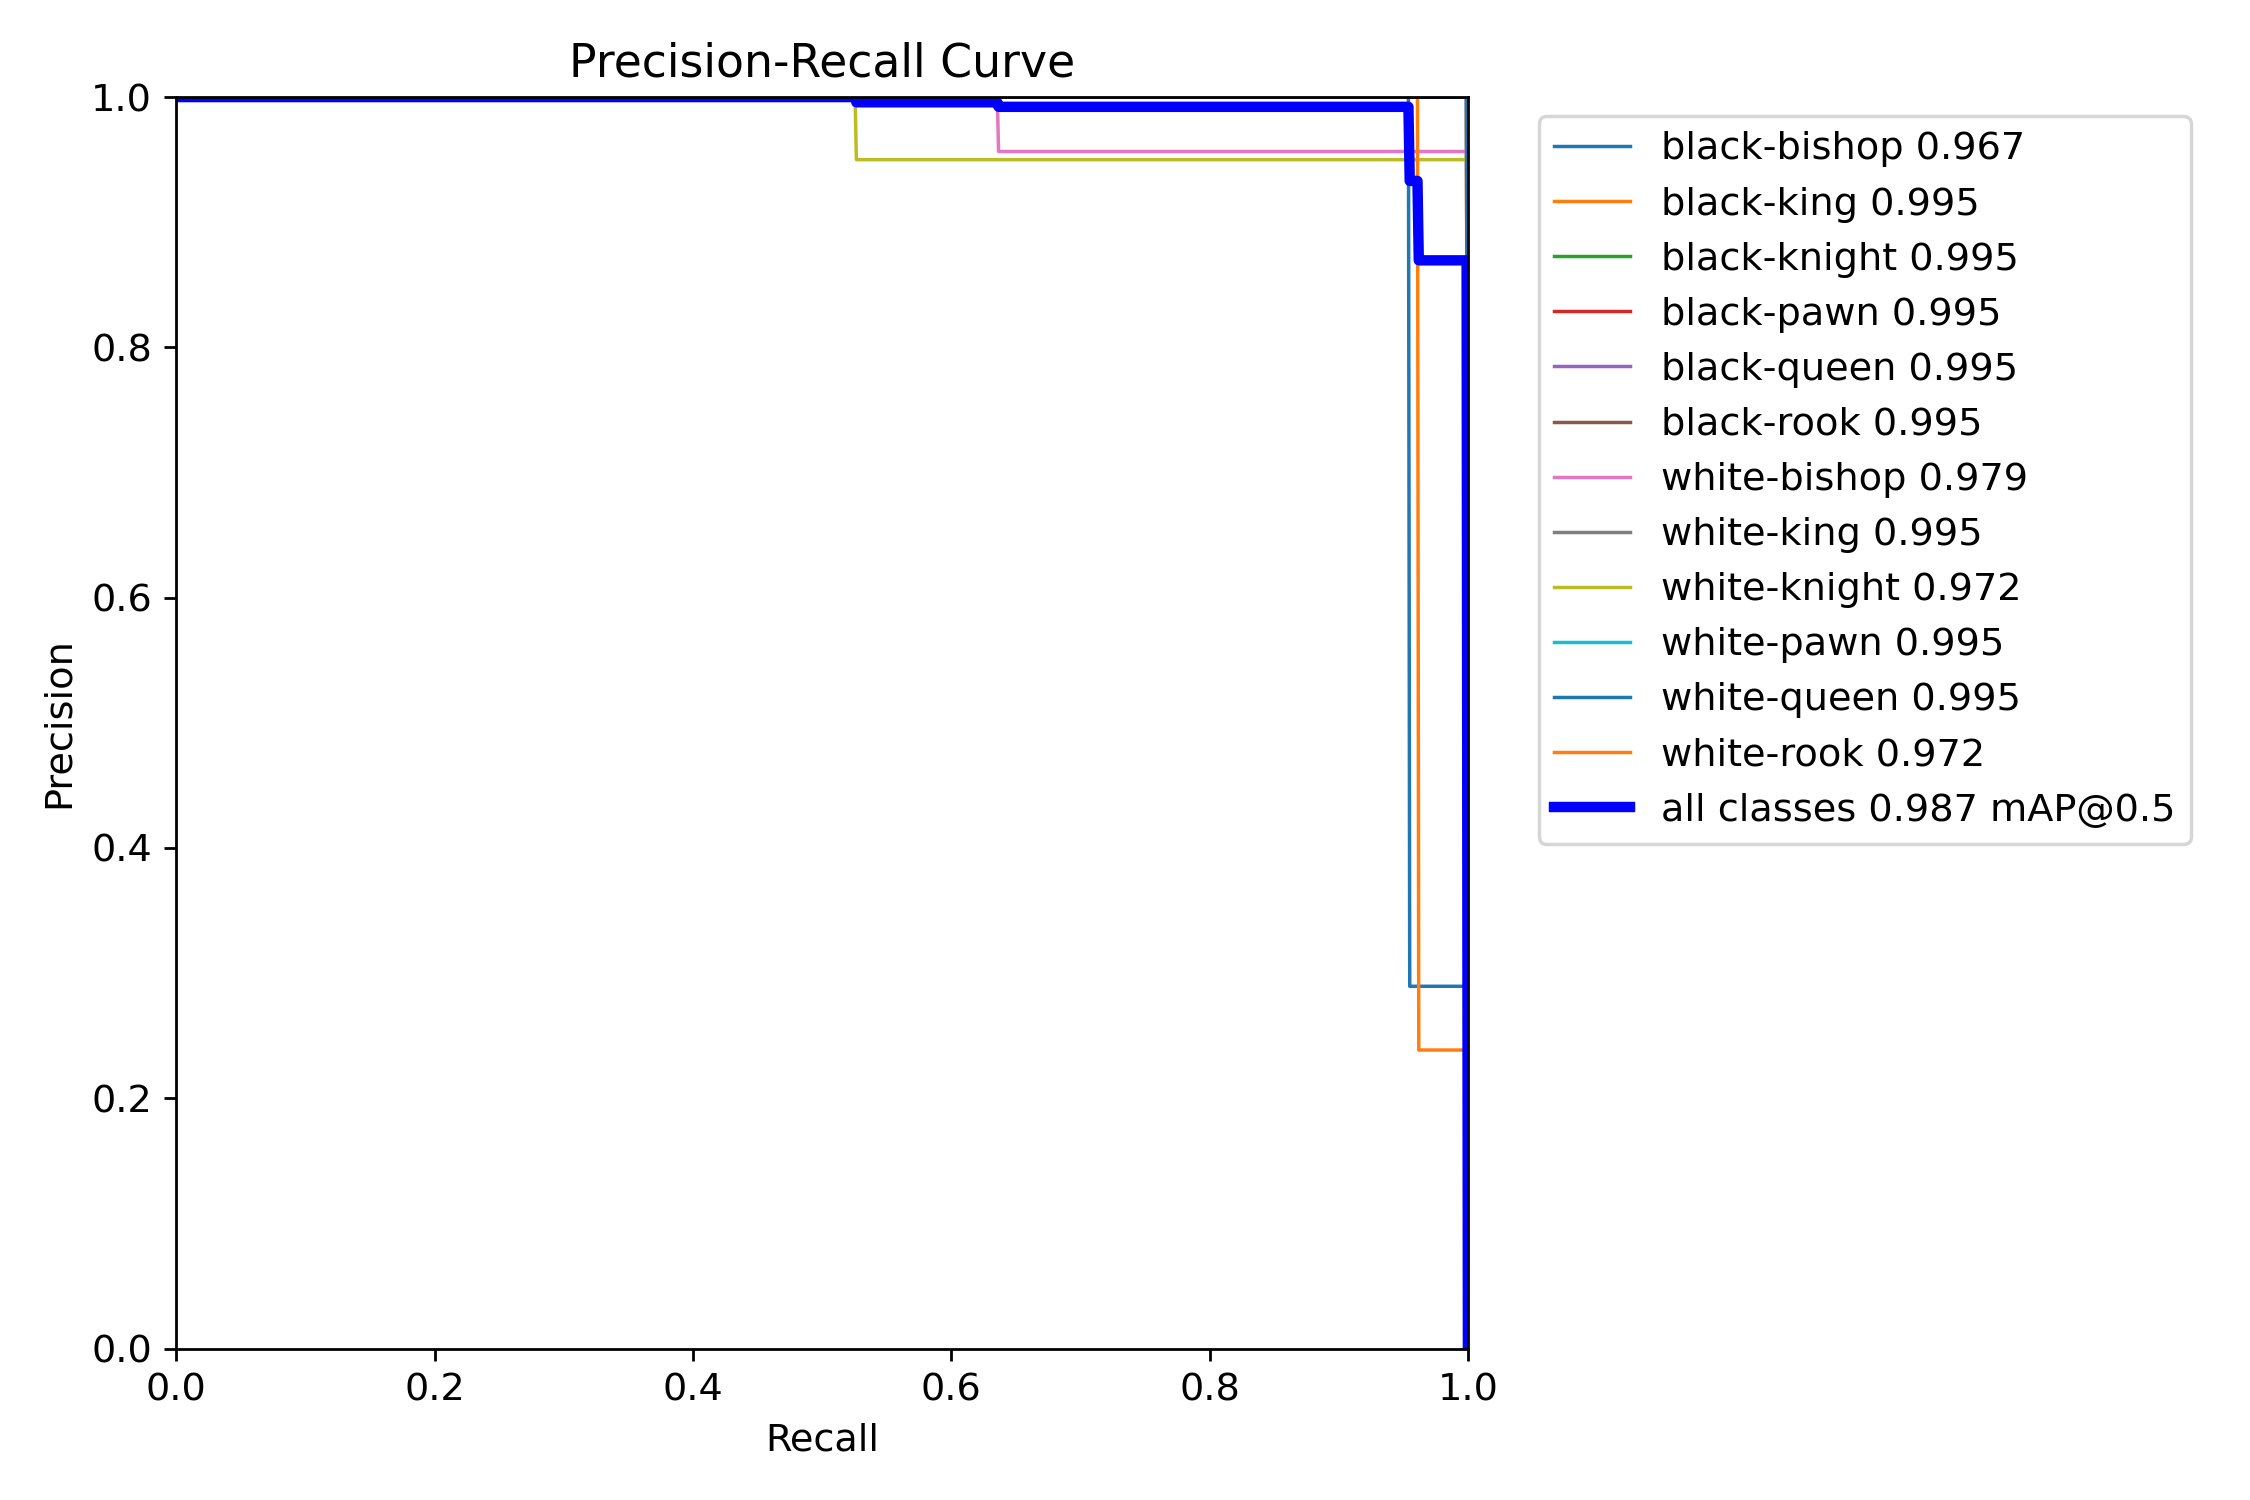 Precision-Recall Curve
1.0
0.8
0.6
0.4
0.2
0.0
Precision
0.0 0.2 0.4 0.6 0.8 1.0
Recall
black-bishop 0.967
black-king 0.995
black-knight 0.995
black-pawn 0.995
black-queen 0.995
black-rook 0.995
white-bishop 0.979
white-king 0.995
white-knight 0.972
white-pawn 0.995
white-queen 0.995
white-rook 0.972
all classes 0.987 mAP@0.5